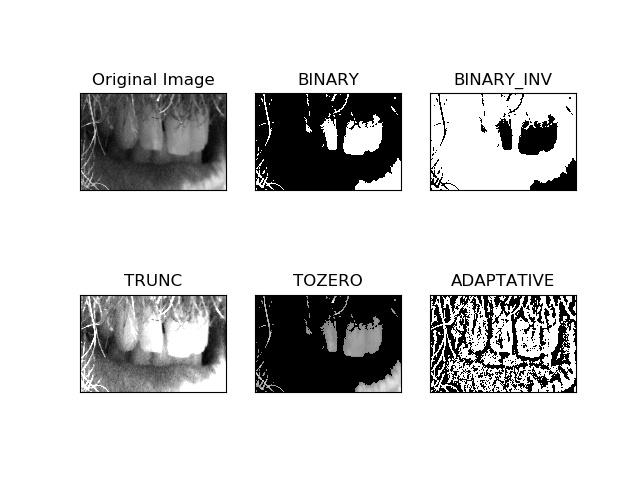 Original Image
BINARY
BINARY_INV
TRUNC
TOZERO
ADAPTATIVE